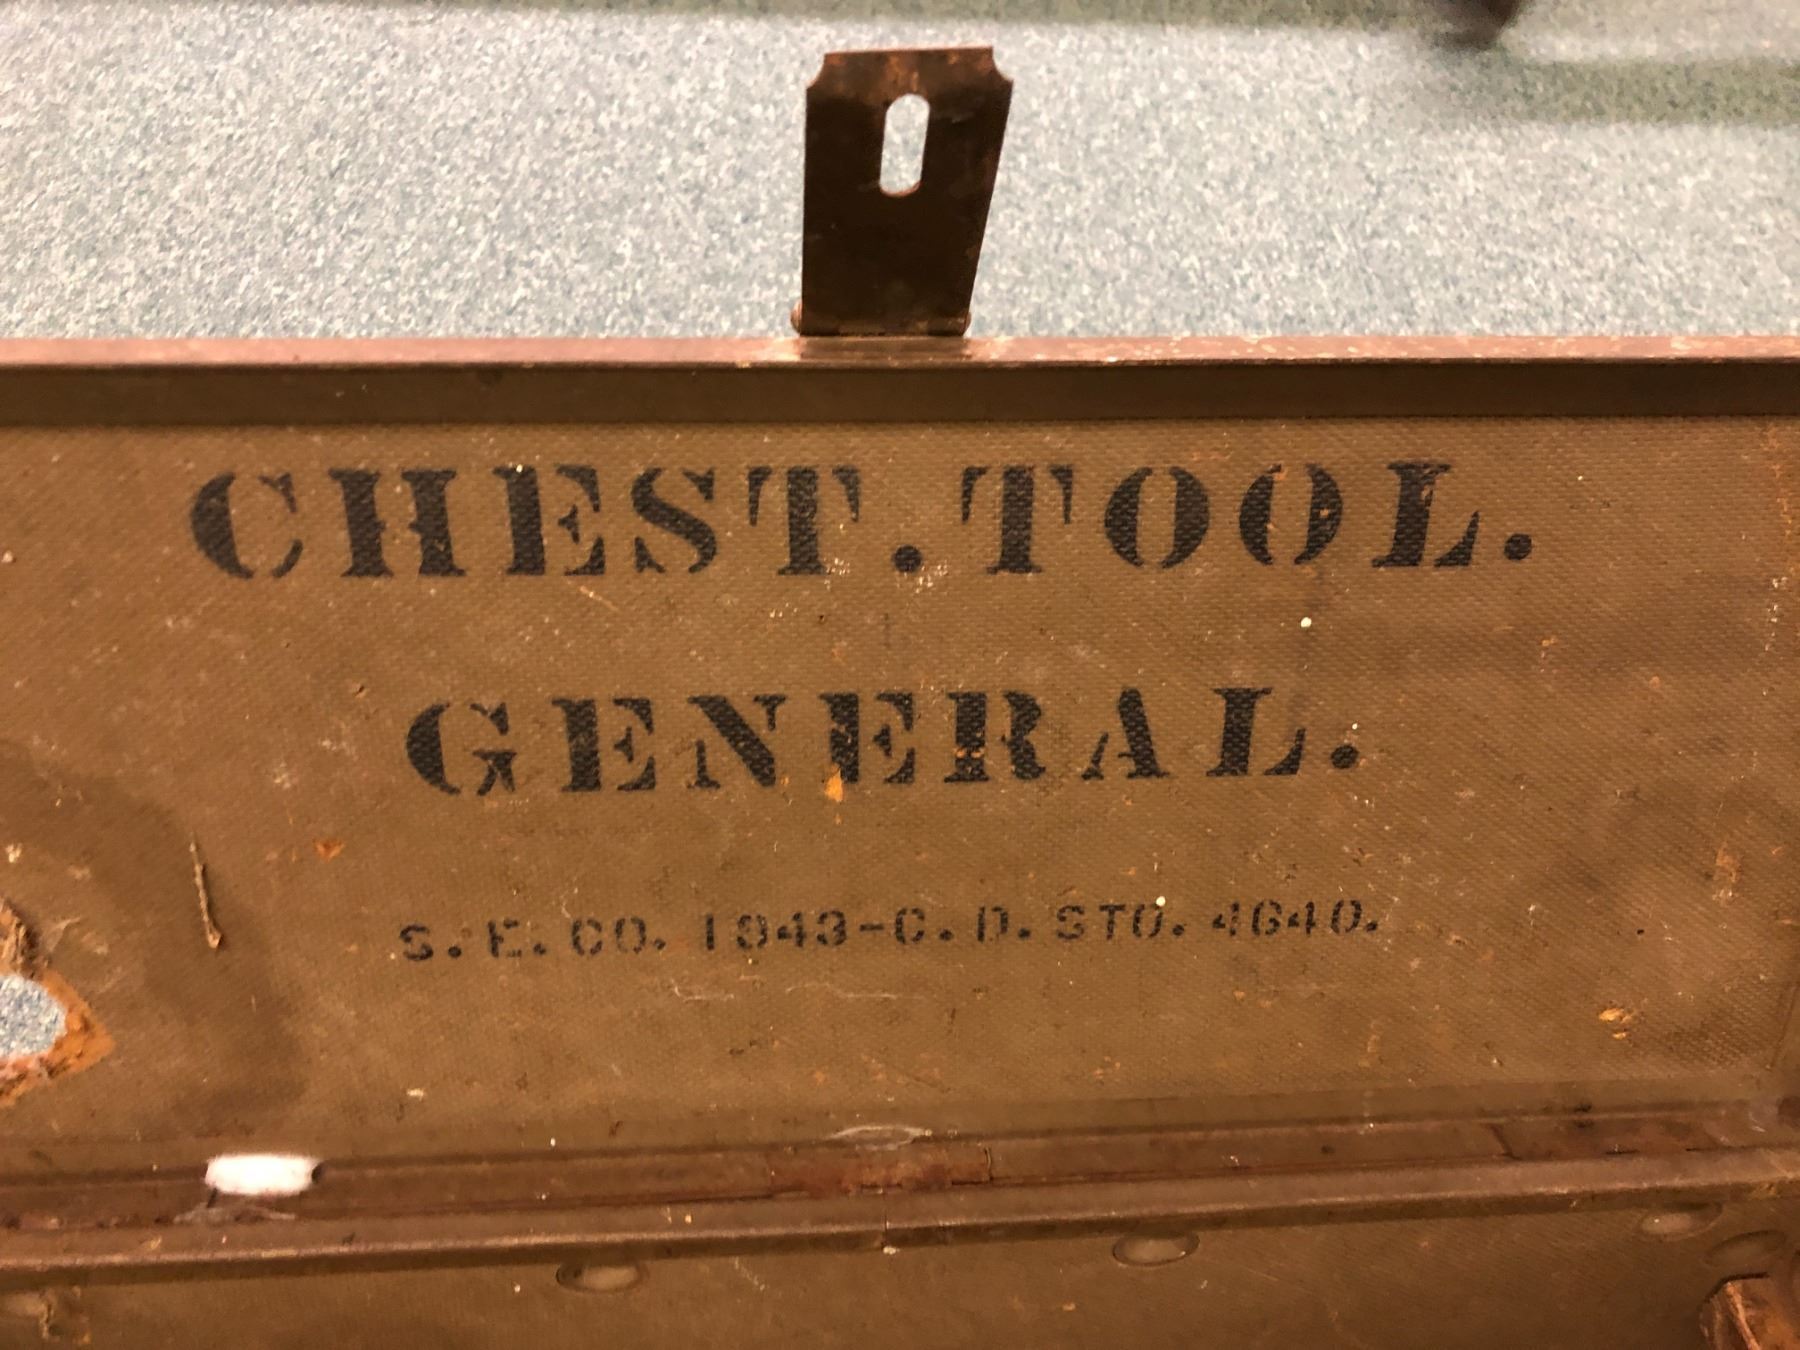 CHEST. TOOL.
GENERAL.
S.E.CO. 1943-C.D.STO. 4640.